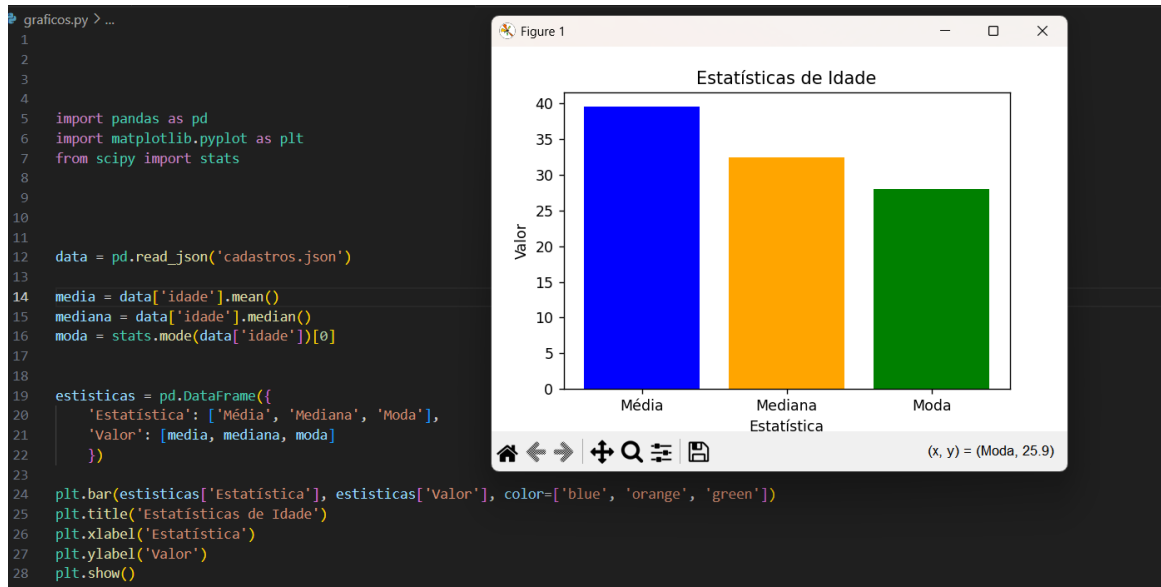 graficos.py > ...
1
2
3
4
5 import pandas as pd
6 import matplotlib.pyplot as plt
7 from scipy import stats
8
9
10
11
12 data = pd.read_json('cadastros.json')
13
14 media = data['idade'].mean()
15 mediana = data['idade'].median()
16 moda = stats.mode(data['idade'])[0]
17
18
19 estisticas = pd.DataFrame({
20 'Estatística': ['Média', 'Mediana', 'Moda'],
21 'Valor': [media, mediana, moda]
22 })
23
24 plt.bar(estisticas['Estatística'], estisticas['Valor'], color=['blue', 'orange', 'green'])
25 plt.title('Estatísticas de Idade')
26 plt.xlabel('Estatística')
27 plt.ylabel('Valor')
28 plt.show()
Figure 1
Estatísticas de Idade
Valor
40
35
30
25
20
15
10
5
0
Média Mediana Moda
Estatística
(x, y) = (Moda, 25.9)